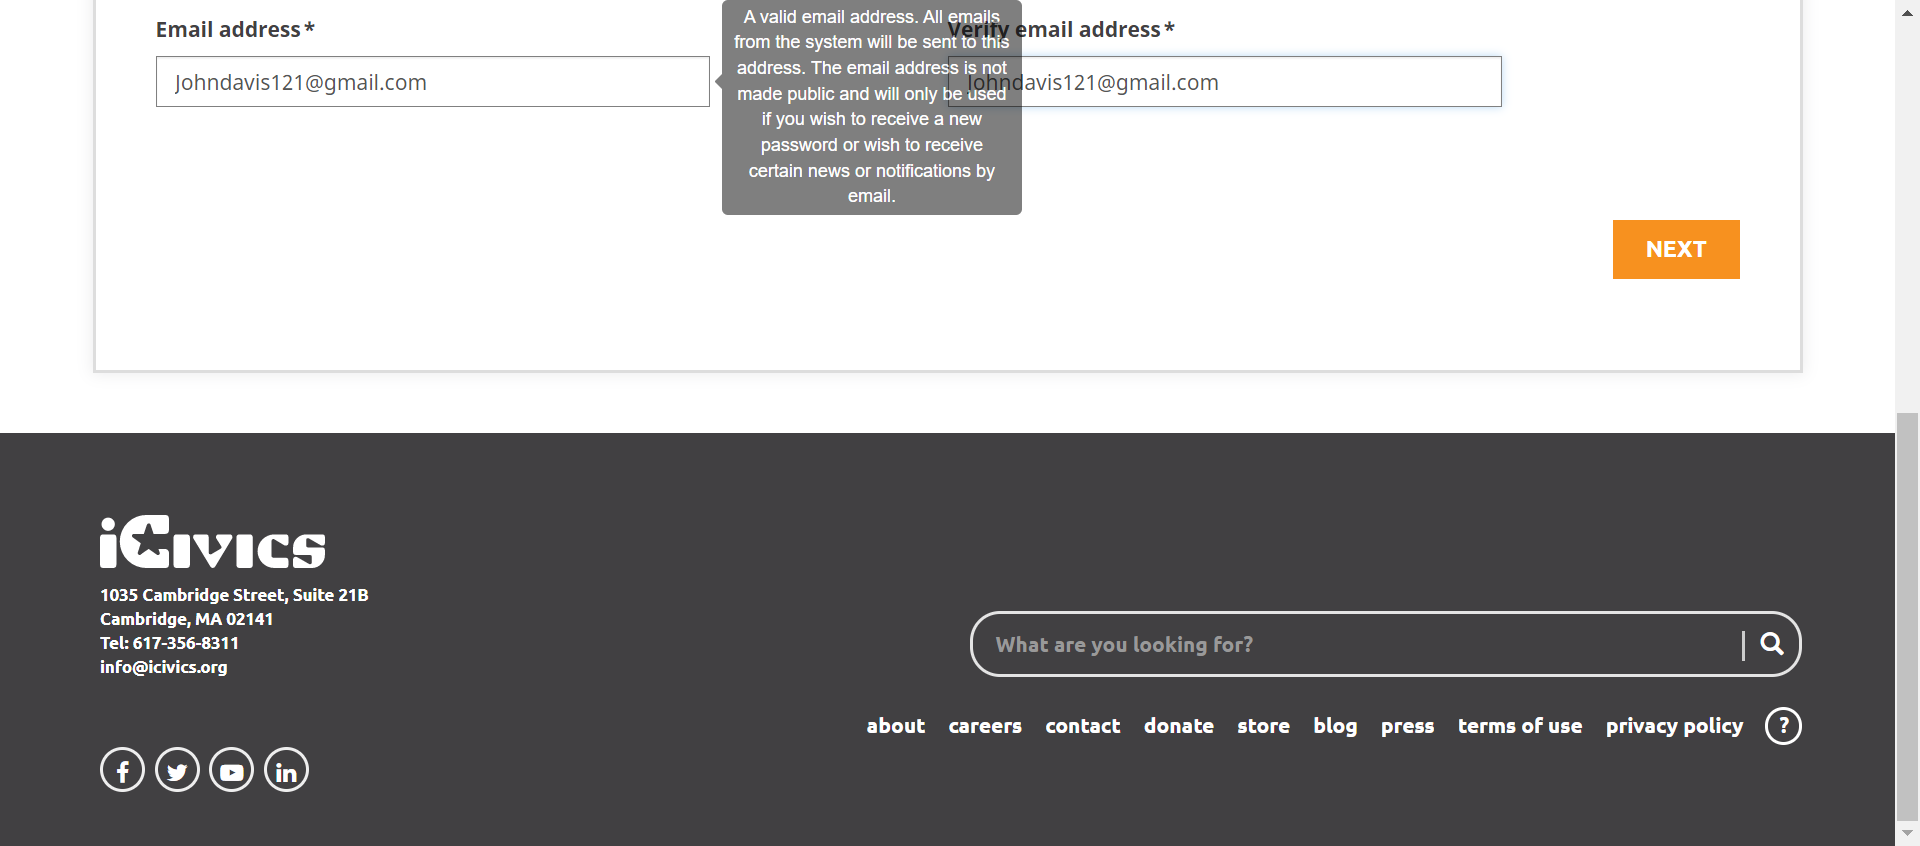 Email address*
Johndavis121@gmail.com
A valid email address. All emails
from the system will be sent to this
address. The email address is not
made public and will only be used
if you wish to receive a new
password or wish to receive
certain news or notifications by
email.
Verify email address*
Johndavis121@gmail.com
NEXT
iCivics
1035 Cambridge Street, Suite 21B
Cambridge, MA 02141
Tel: 617-356-8311
info@icivics.org
What are you looking for?
about careers contact donate store blog press terms of use privacy policy ?